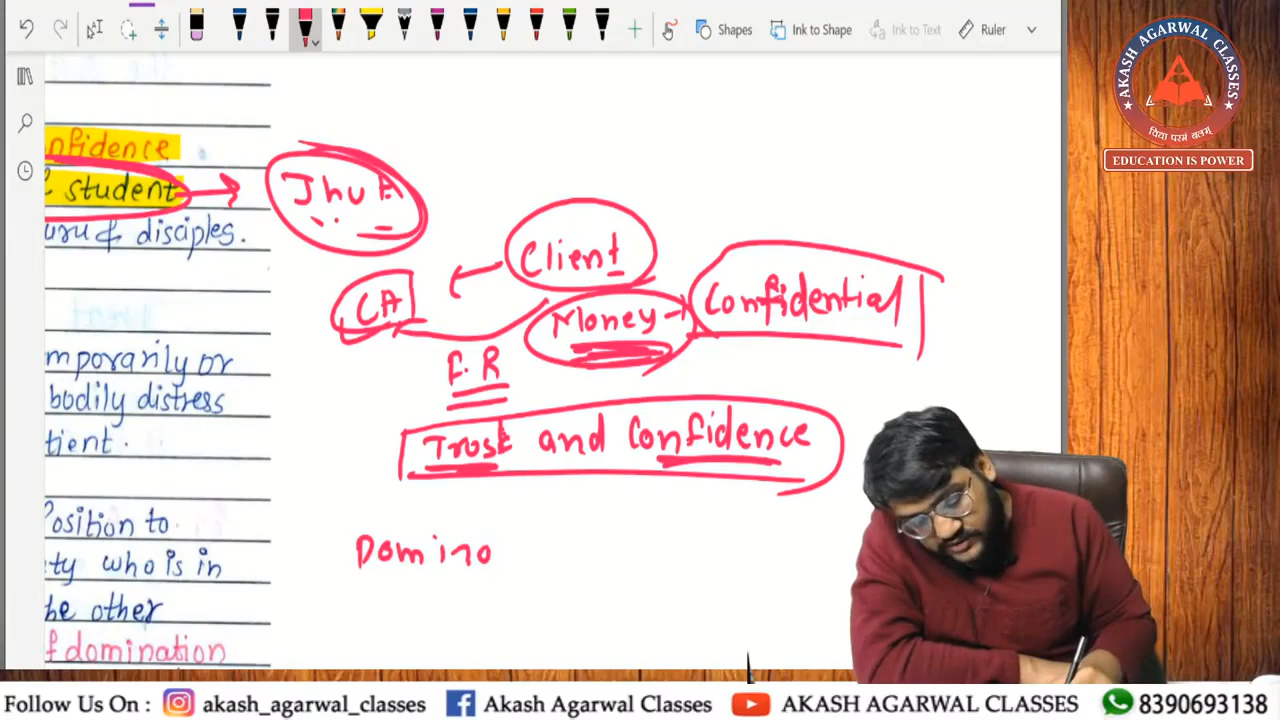 Shapes
Ink to Shape
Ink to Text
Ruler
AKASH AGARWAL CLASSES
विद्या परमं बलम्
EDUCATION IS POWER
nfidence
student
disciples.
mporarily or
bodily distress
tient.
Position to
ty who is in
he other
f domination
Client
CA
Money
Confidential
F.R
Trust and Confidence
Domino
Follow Us On : akash_agarwal_classes Akash Agarwal Classes AKASH AGARWAL CLASSES 8390693138